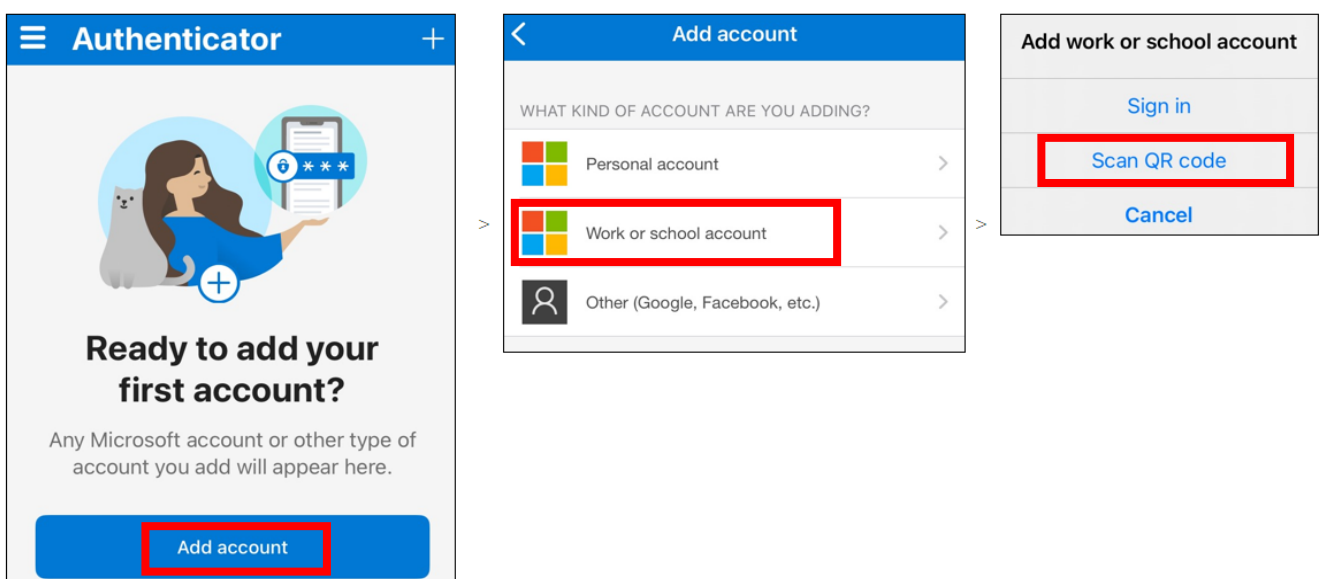 Authenticator
* * *
Ready to add your
first account?
Any Microsoft account or other type of
account you add will appear here.
Add account
>
Add account
WHAT KIND OF ACCOUNT ARE YOU ADDING?
Personal account
Work or school account
Other (Google, Facebook, etc.)
>
Add work or school account
Sign in
Scan QR code
Cancel